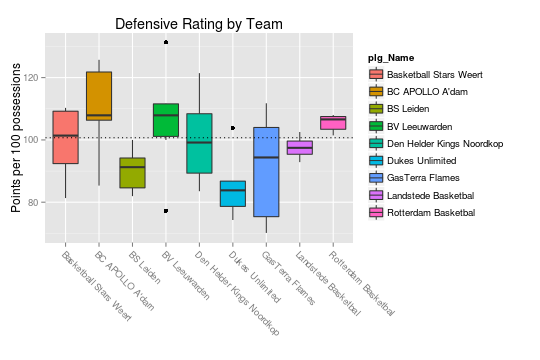 Defensive Rating by Team
Points per 100 possessions
120
100
80
Basketball Stars Weert
BC APOLLO A'dam
BS Leiden
BV Leeuwarden
Den Helder Kings Noordkop
Dukes Unlimited
GasTerra Flames
Landstede Basketbal
Rotterdam Basketbal
plg_Name
Basketball Stars Weert
BC APOLLO A'dam
BS Leiden
BV Leeuwarden
Den Helder Kings Noordkop
Dukes Unlimited
GasTerra Flames
Landstede Basketbal
Rotterdam Basketbal